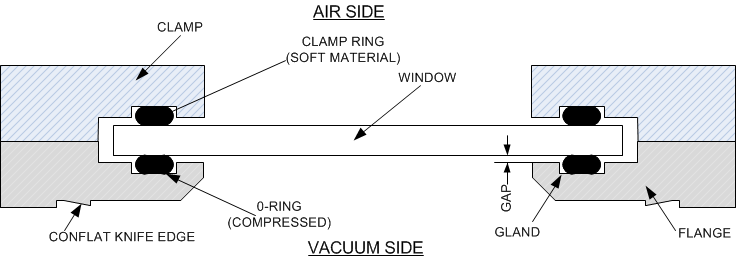 AIR SIDE
CLAMP
CLAMP RING
(SOFT MATERIAL)
WINDOW
GAP
0-RING
(COMPRESSED)
CONFLAT KNIFE EDGE
GLAND
FLANGE
VACUUM SIDE